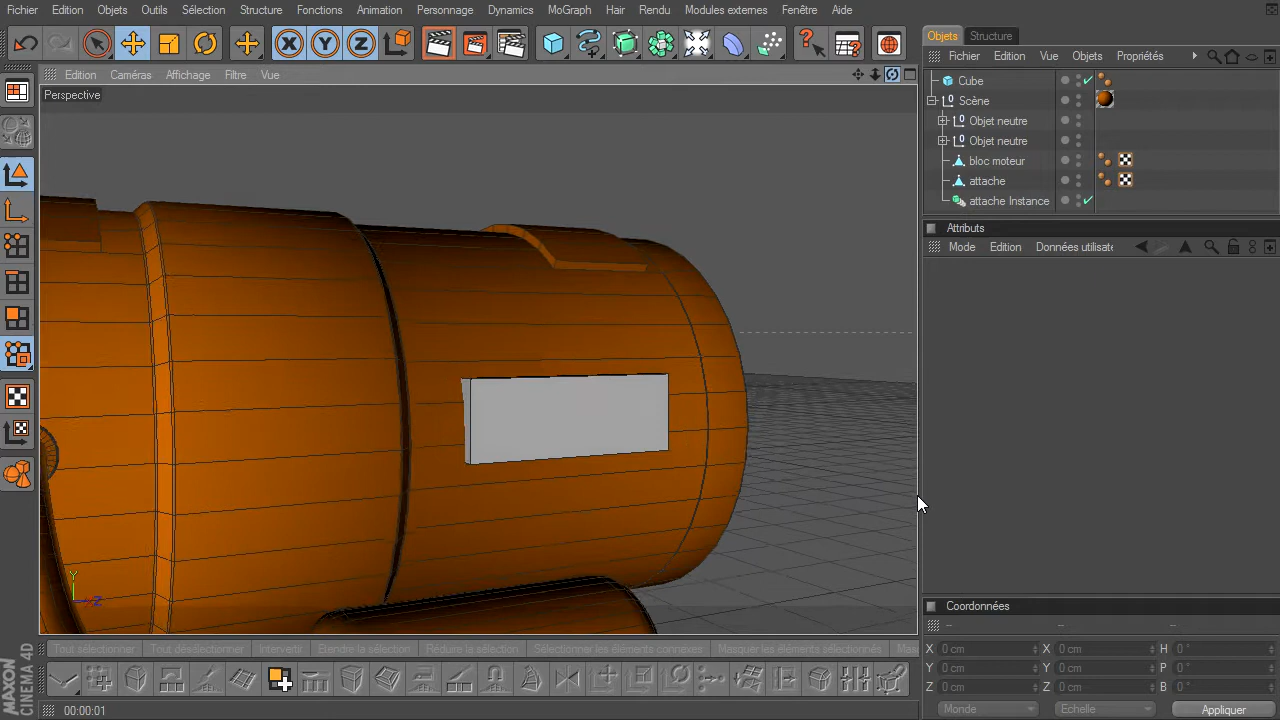 Fichier Edition Objets Outils Sélection Structure Fonctions Animation Personnage Dynamics MoGraph Hair Rendu Modules externes Fenêtre Aide
X Y Z
Objets Structure
Fichier Edition Vue Objets Propriétés
Edition Caméras Affichage Filtre Vue
Perspective
Cube
Scène
Objet neutre
Objet neutre
bloc moteur
attache
attache Instance
Attributs
Mode Edition Données utilisate
Y
Z
Coordonnées
Tout sélectionner Tout désélectionner Intervertir Etendre la sélection Réduire la sélection Sélectionner les éléments connexes Masquer les éléments sélectionnés Mas
X 0 cm X 0 cm H 0 °
Y 0 cm Y 0 cm P 0 °
Z 0 cm Z 0 cm B 0 °
Monde Echelle Appliquer
MAXON
CINEMA 4D
00:00:01